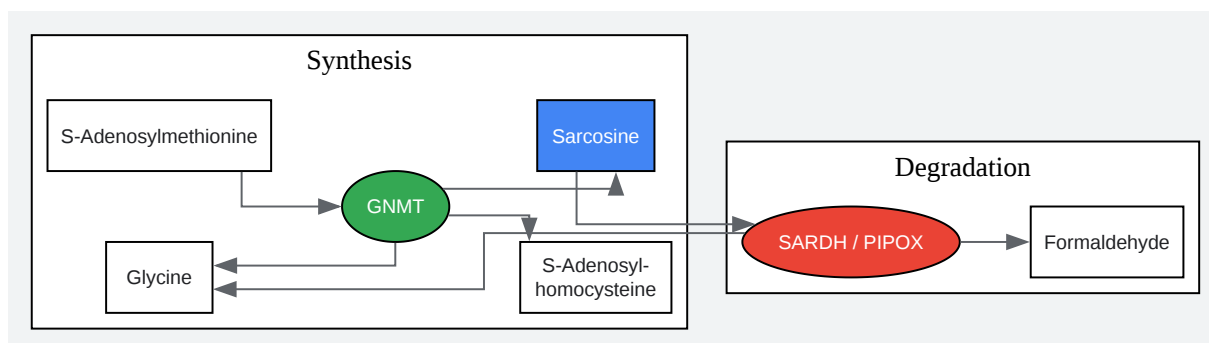 Synthesis
S-Adenosylmethionine
Sarcosine
GNMT
Glycine
S-Adenosyl-
homocysteine
Degradation
SARDH / PIPOX
Formaldehyde